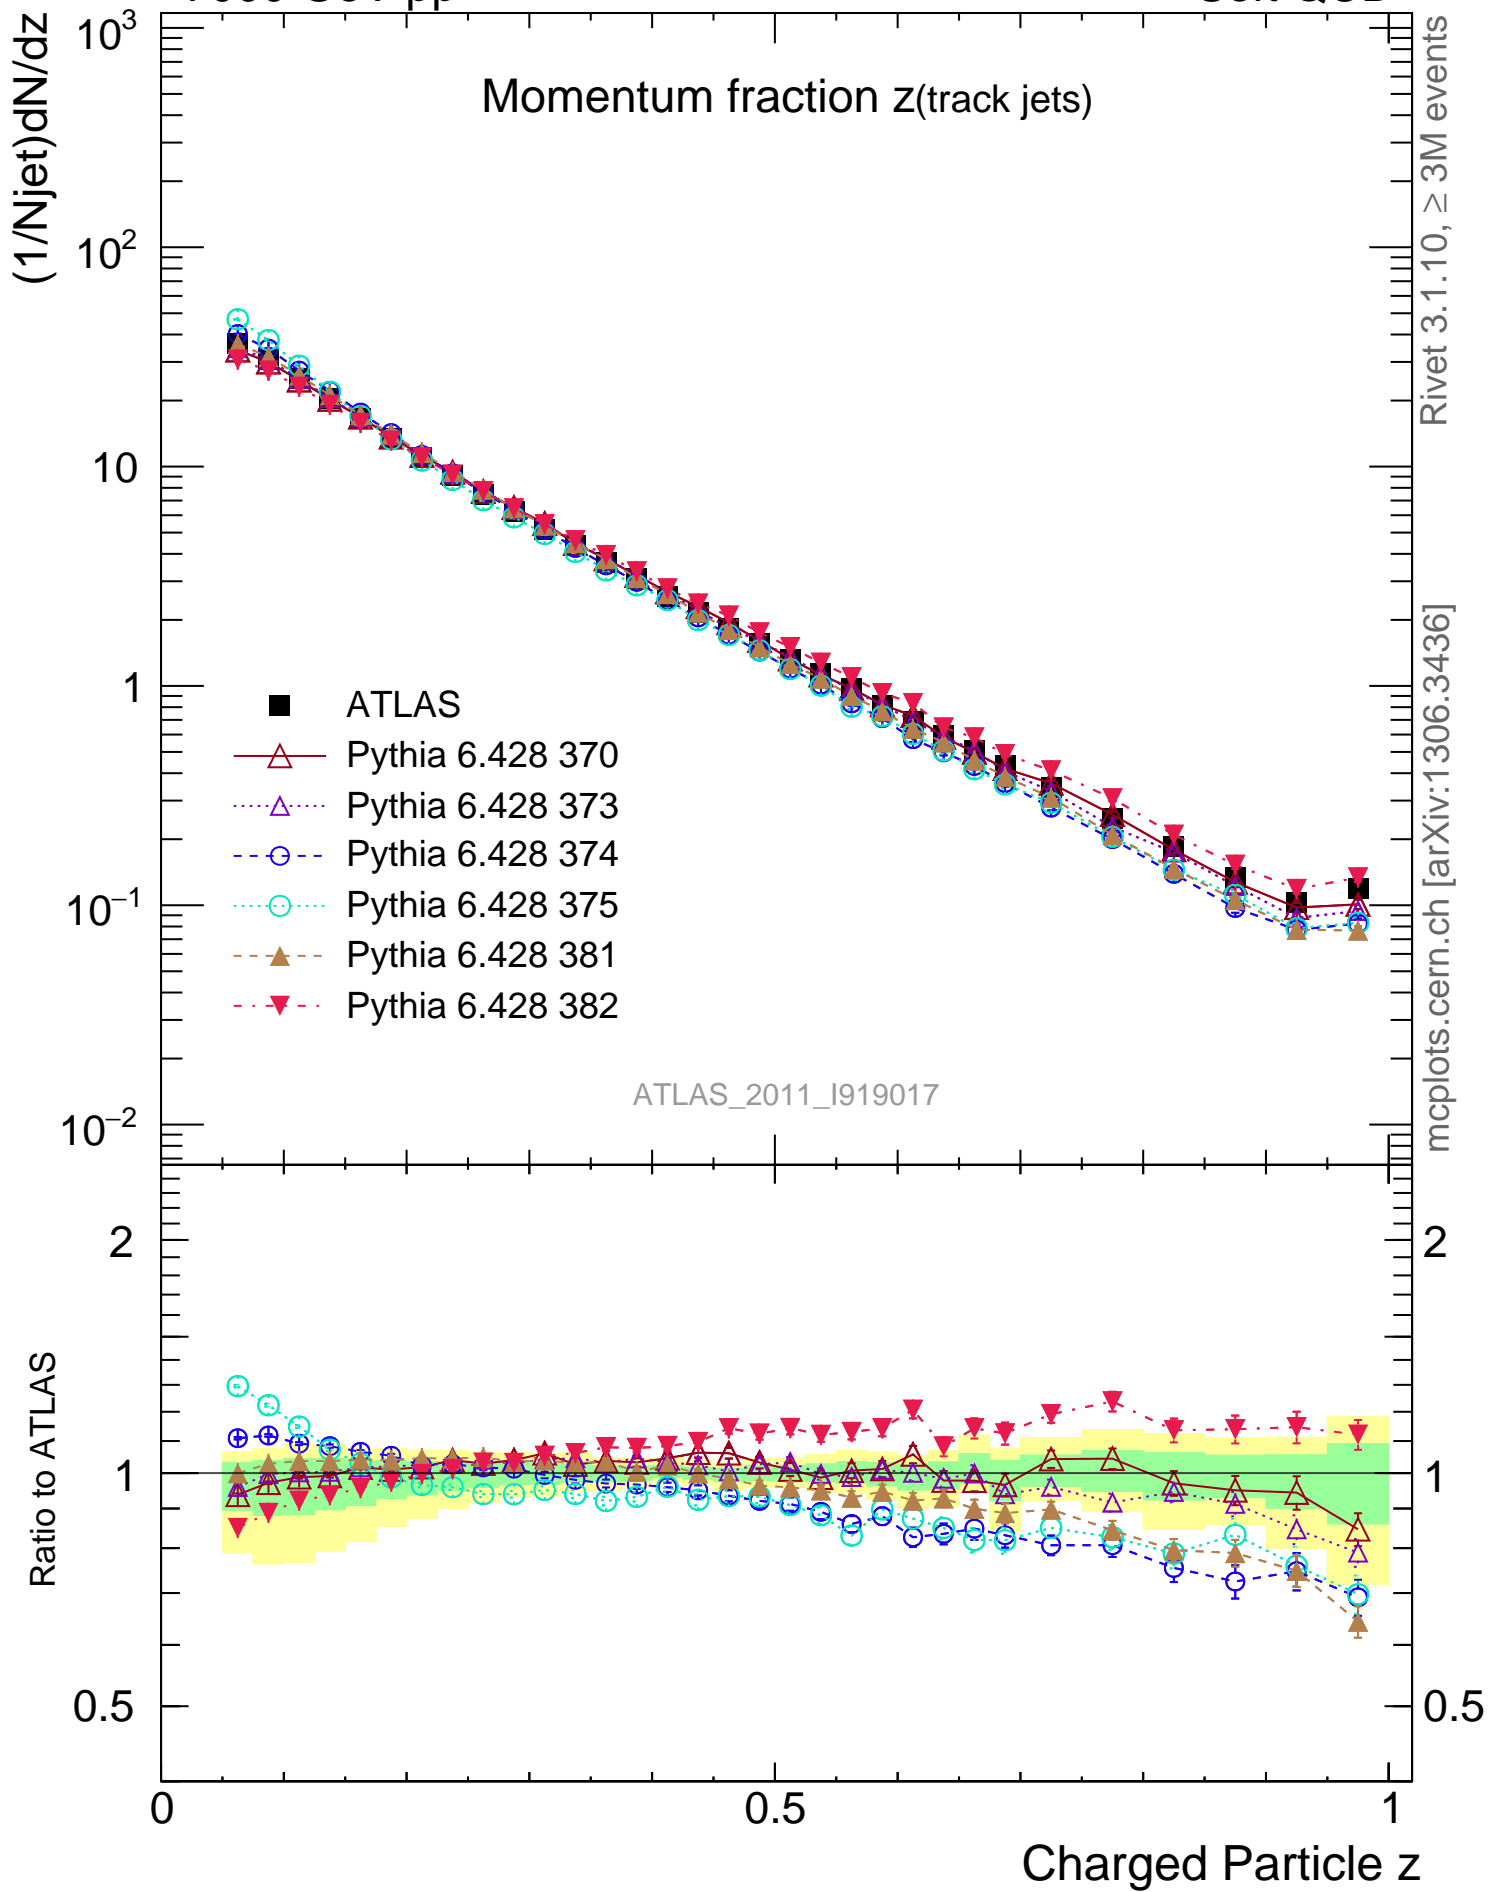 10³
(1/Njet)dN/dz
Momentum fraction z(track jets)
Rivet 3.1.10, ≥ 3M events
10²
10
1
10⁻¹
10⁻²
ATLAS
Pythia 6.428 370
Pythia 6.428 373
Pythia 6.428 374
Pythia 6.428 375
Pythia 6.428 381
Pythia 6.428 382
mcplots.cern.ch [arXiv:1306.3436]
ATLAS_2011_I919017
Ratio to ATLAS
2
2
1
1
0.5
0.5
0
0.5
1
Charged Particle z